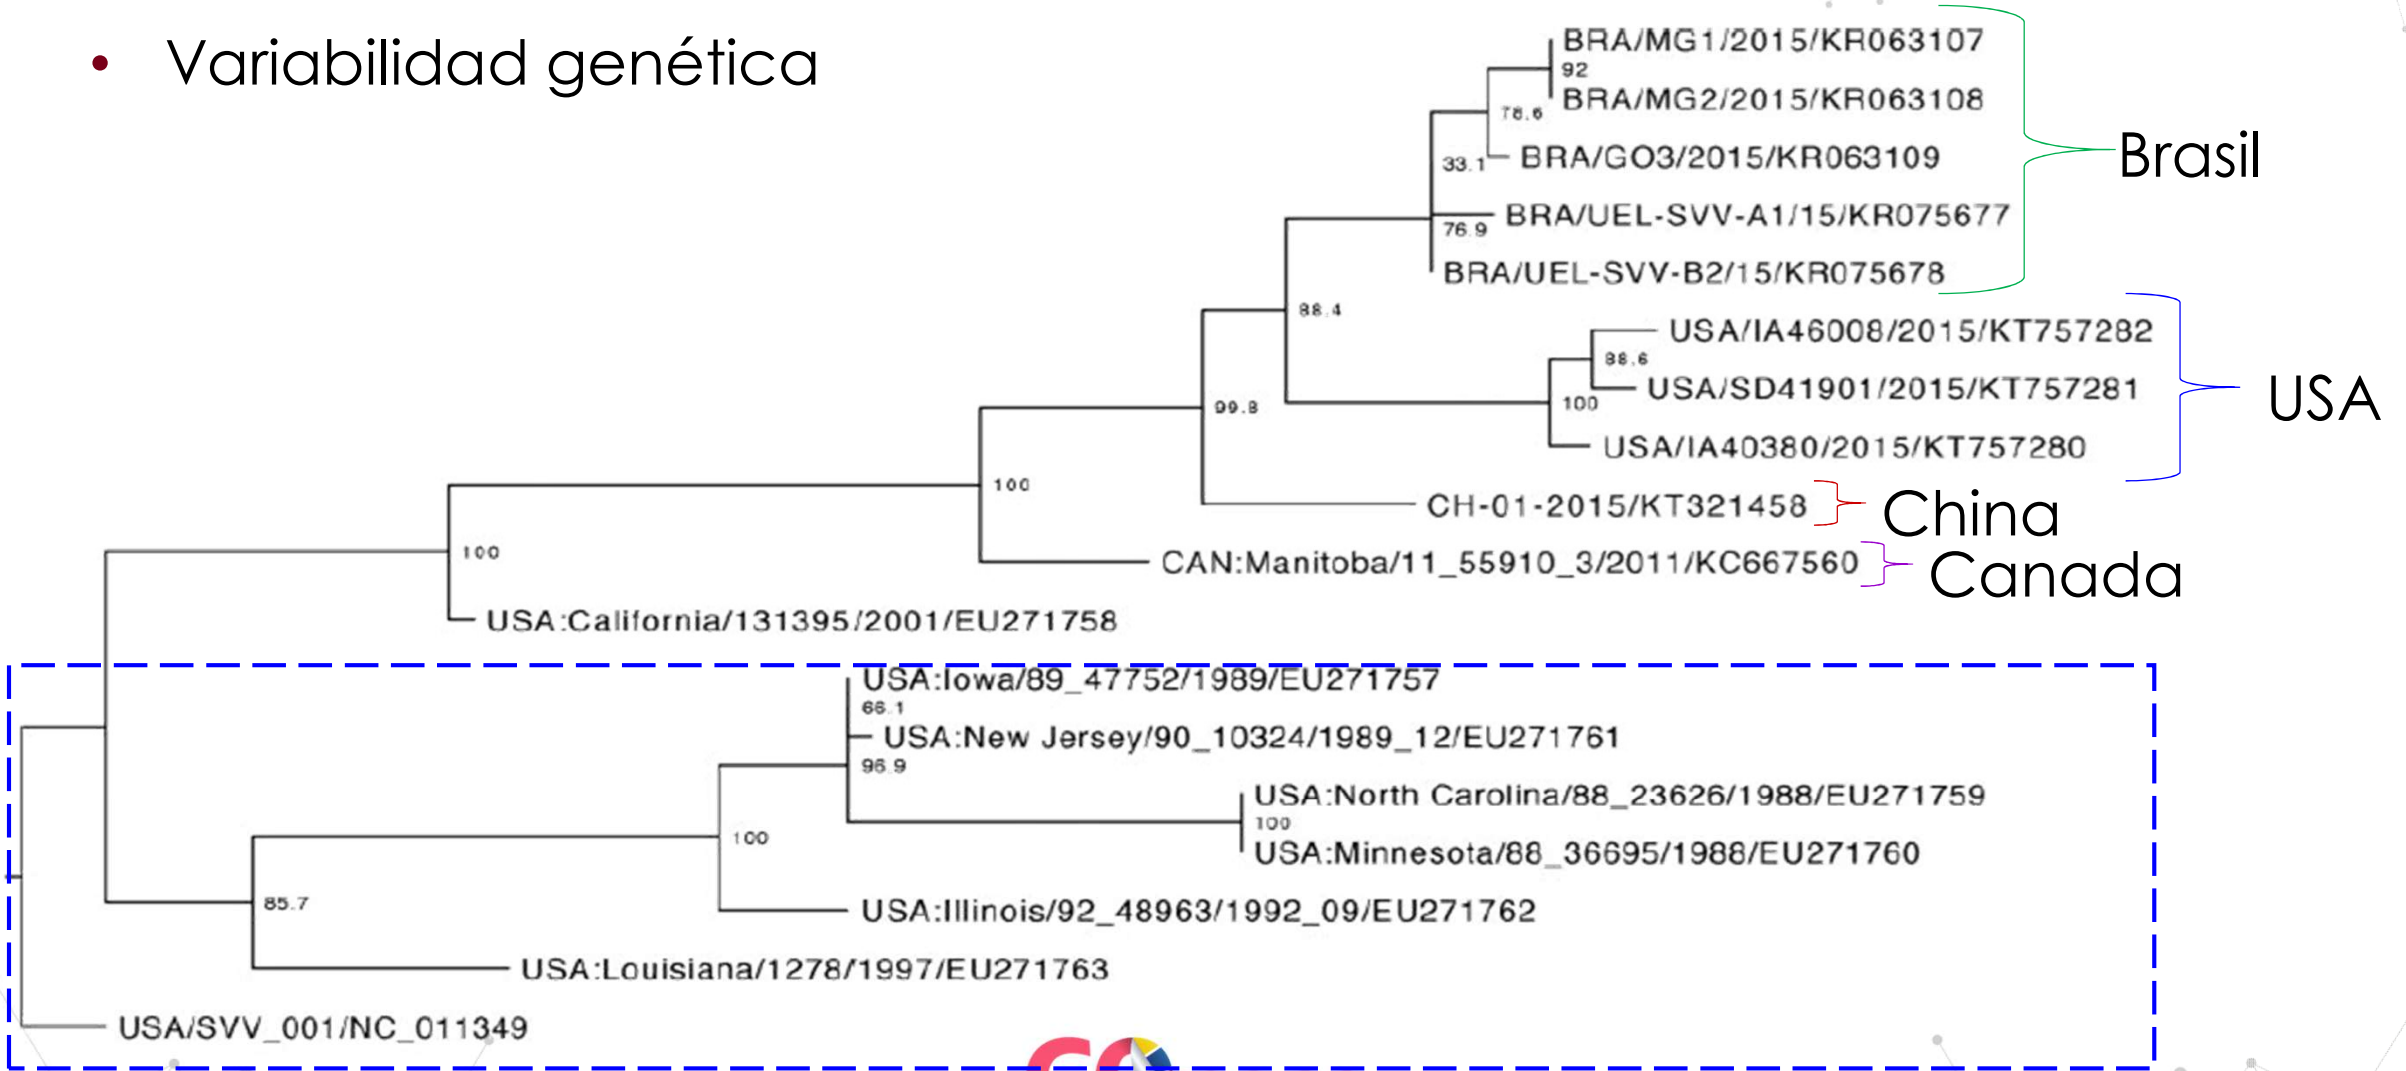 • Variabilidad genética
BRA/MG1/2015/KR063107
92
BRA/MG2/2015/KR063108
78.6
BRA/GO3/2015/KR063109
33.1
Brasil
BRA/UEL-SVV-A1/15/KR075677
76.9
BRA/UEL-SVV-B2/15/KR075678
88.4
USA/IA46008/2015/KT757282
88.6
USA/SD41901/2015/KT757281
100
USA
99.8
USA/IA40380/2015/KT757280
100
CH-01-2015/KT321458
China
100
CAN:Manitoba/11_55910_3/2011/KC667560
Canada
USA:California/131395/2001/EU271758
USA:Iowa/89_47752/1989/EU271757
66.1
USA:New Jersey/90_10324/1989_12/EU271761
96.9
USA:North Carolina/88_23626/1988/EU271759
100
100
USA:Minnesota/88_36695/1988/EU271760
85.7
USA:Illinois/92_48963/1992_09/EU271762
USA:Louisiana/1278/1997/EU271763
USA/SVV_001/NC_011349